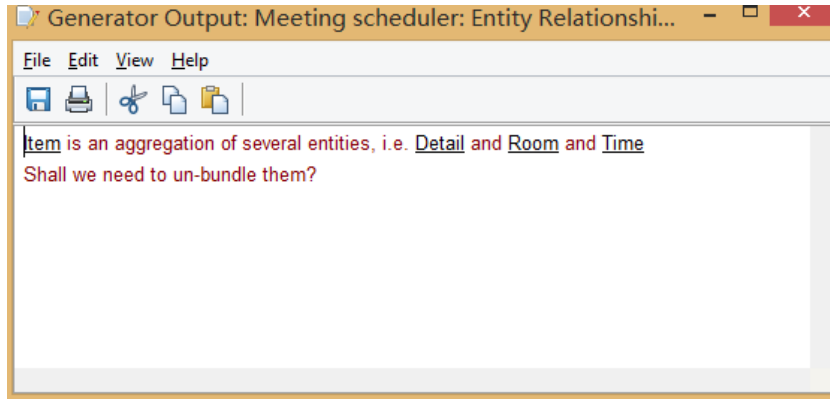 Generator Output: Meeting scheduler: Entity Relationshi...
File Edit View Help
Item is an aggregation of several entities, i.e. Detail and Room and Time
Shall we need to un-bundle them?